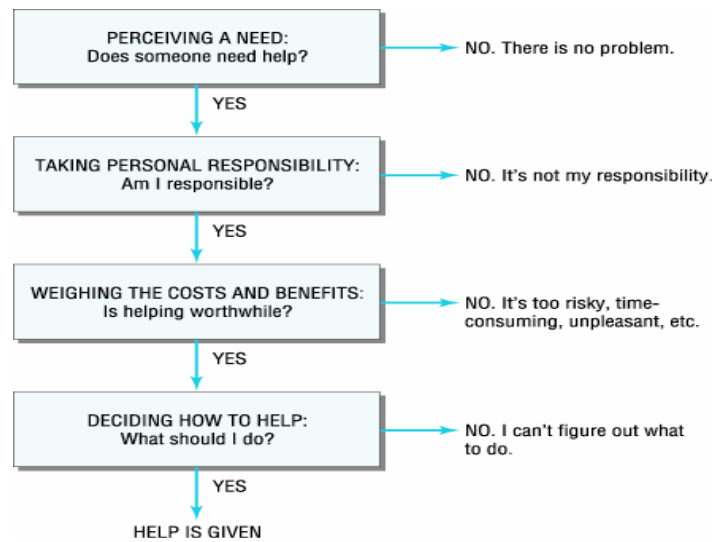 PERCEIVING A NEED:
Does someone need help?
NO. There is no problem.
YES
TAKING PERSONAL RESPONSIBILITY:
Am I responsible?
NO. It's not my responsibility.
YES
WEIGHING THE COSTS AND BENEFITS:
Is helping worthwhile?
NO. It's too risky, time-
consuming, unpleasant, etc.
YES
DECIDING HOW TO HELP:
What should I do?
NO. I can't figure out what
to do.
YES
HELP IS GIVEN